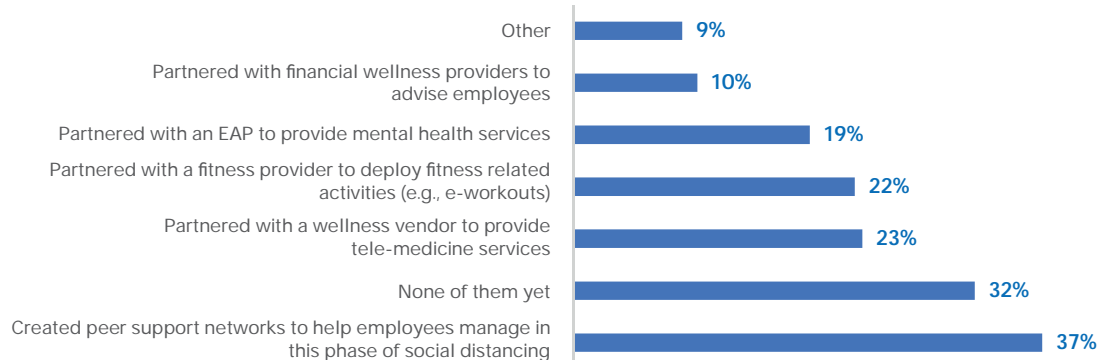 Other
9%
Partnered with financial wellness providers to
advise employees
10%
Partnered with an EAP to provide mental health services
19%
Partnered with a fitness provider to deploy fitness related
activities (e.g., e-workouts)
22%
Partnered with a wellness vendor to provide
tele-medicine services
23%
None of them yet
32%
Created peer support networks to help employees manage in
this phase of social distancing
37%